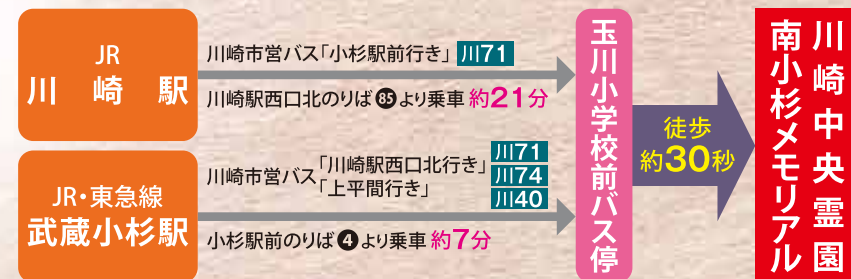 JR
川崎駅
川崎市営バス「小杉駅前行き」 川71
川崎駅西口北のりば85より乗車 約21分
JR・東急線
武蔵小杉駅
川崎市営バス「川崎駅西口北行き」
「上平間行き」
川71
川74
川40
小杉駅前のりば4より乗車 約7分
玉川小学校前バス停
徒歩
約30秒
川崎中央霊園
南小杉メモリアル